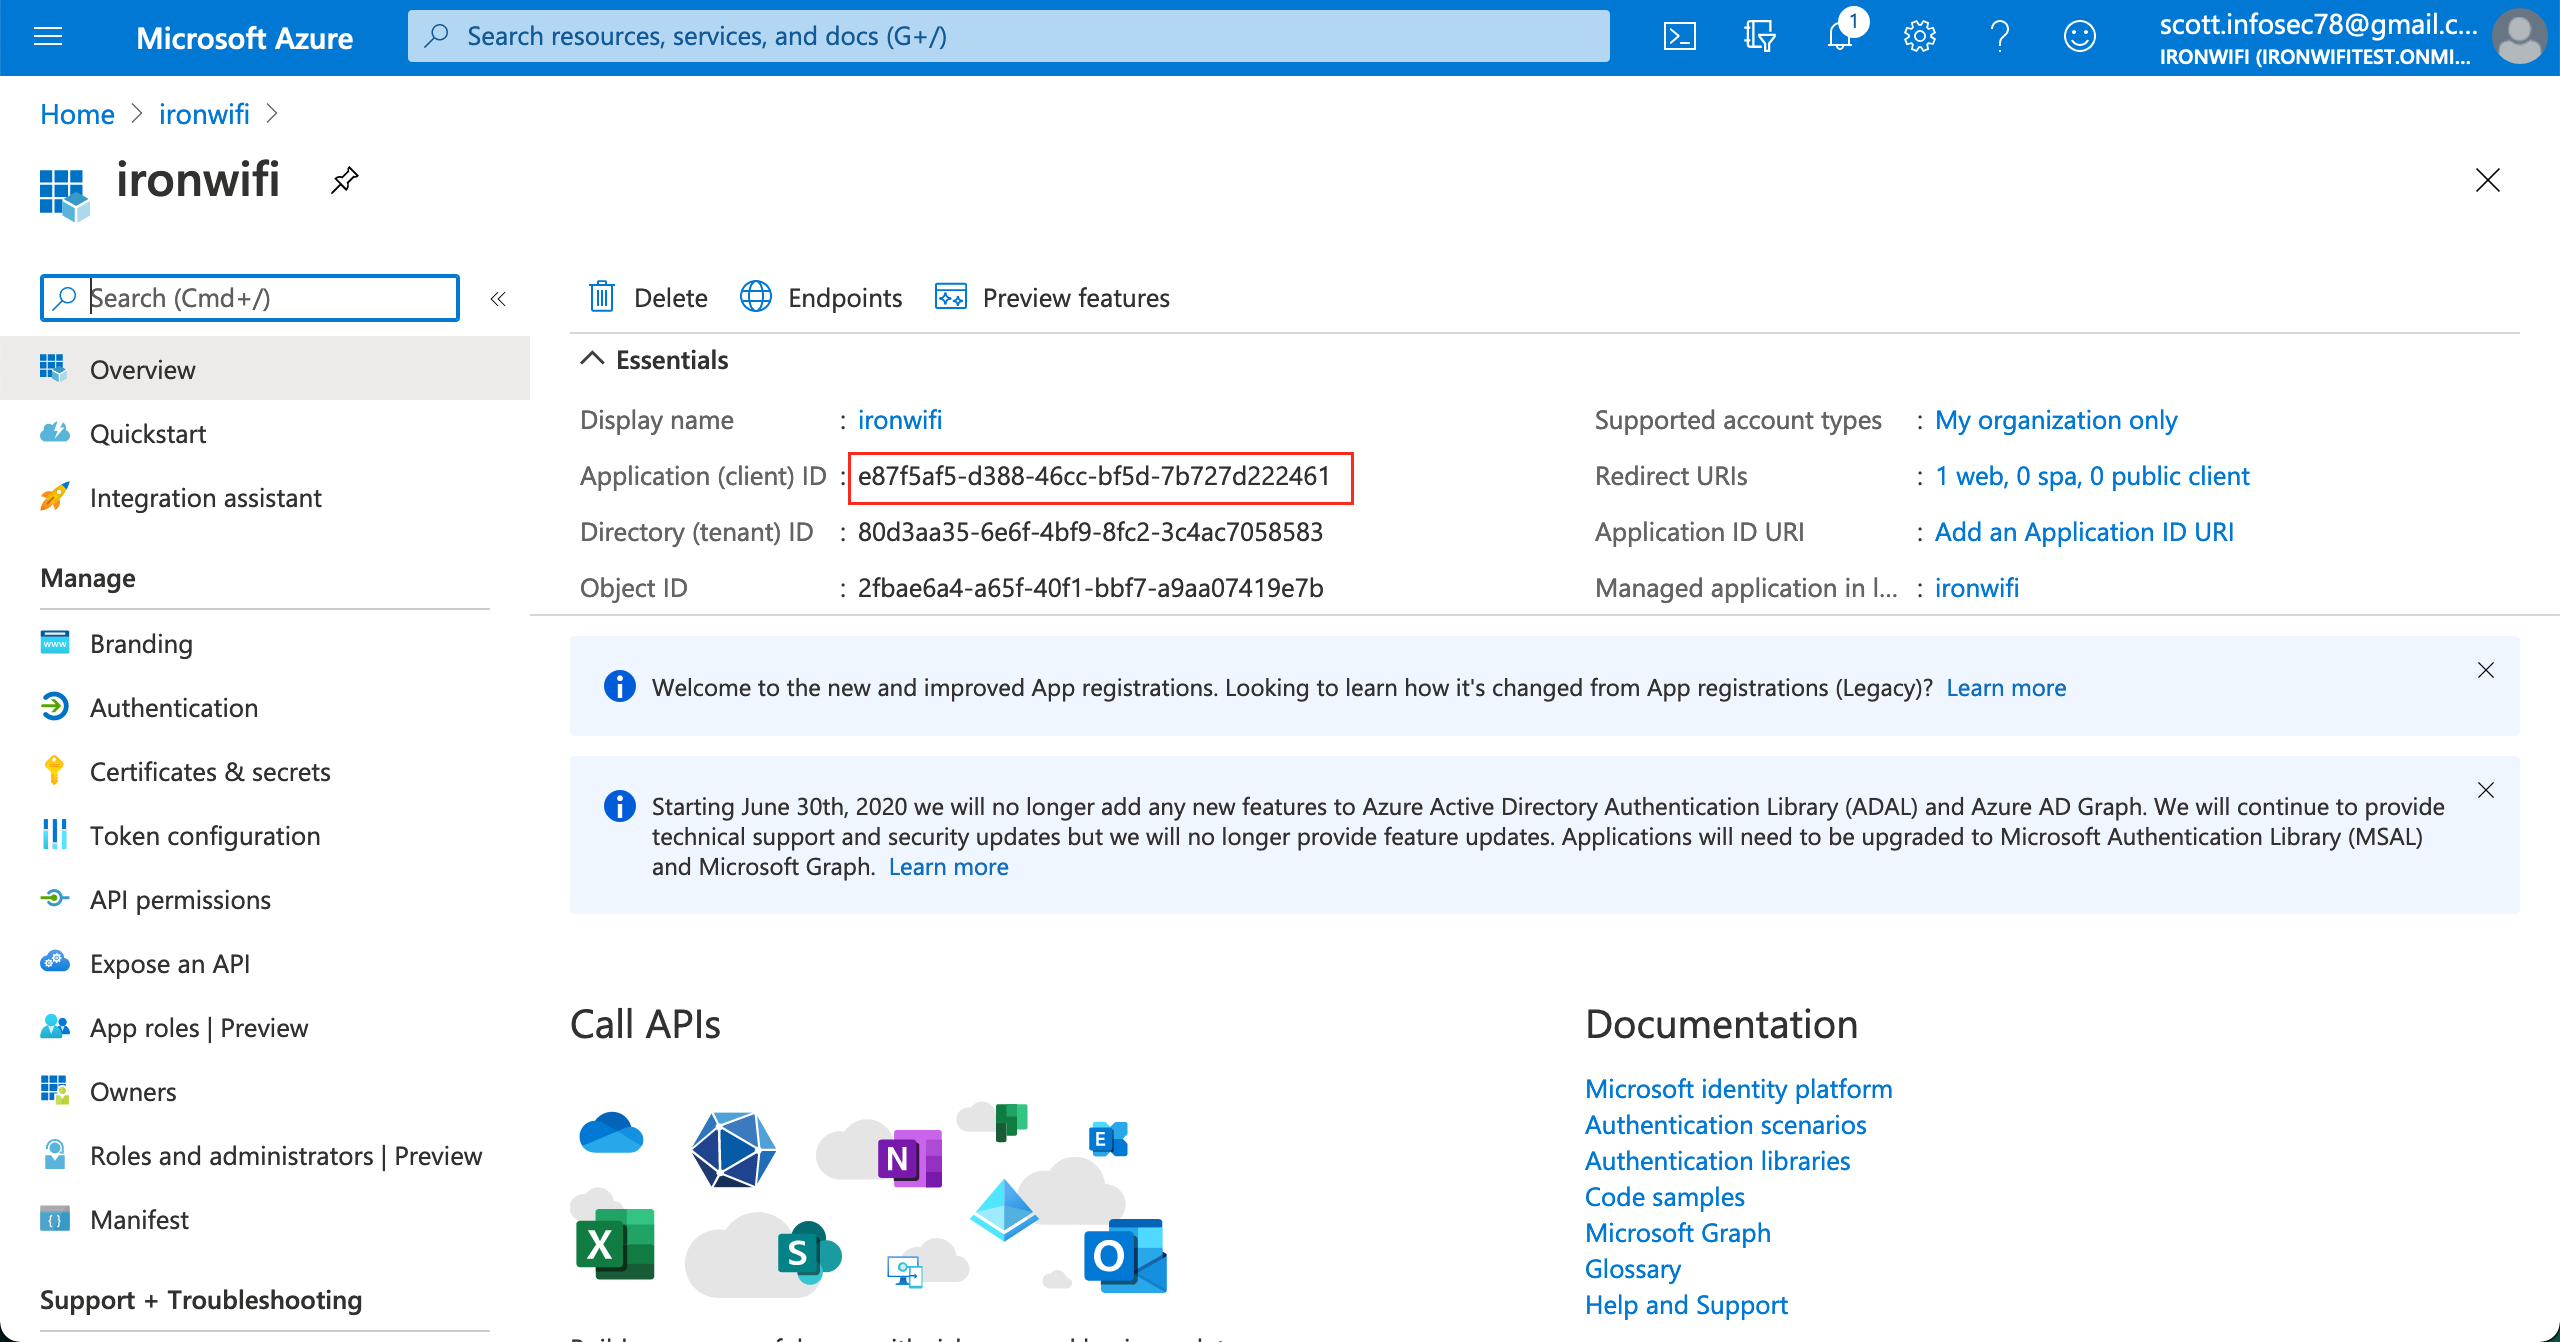 Microsoft Azure
Search resources, services, and docs (G+/)
1
scott.infosec78@gmail.c...
IRONWIFI (IRONWIFITEST.ONMI...
Home
ironwifi
ironwifi
Search (Cmd+/)
Overview
Quickstart
Integration assistant
Manage
Branding
Authentication
Certificates & secrets
Token configuration
API permissions
Expose an API
App roles | Preview
Owners
Roles and administrators | Preview
Manifest
Support + Troubleshooting
Delete
Endpoints
Preview features
Essentials
Display name : ironwifi
Application (client) ID : e87f5af5-d388-46cc-bf5d-7b727d222461
Directory (tenant) ID : 80d3aa35-6e6f-4bf9-8fc2-3c4ac7058583
Object ID : 2fbae6a4-a65f-40f1-bbf7-a9aa07419e7b
Supported account types : My organization only
Redirect URIs : 1 web, 0 spa, 0 public client
Application ID URI : Add an Application ID URI
Managed application in l... : ironwifi
Welcome to the new and improved App registrations. Looking to learn how it's changed from App registrations (Legacy)? Learn more
Starting June 30th, 2020 we will no longer add any new features to Azure Active Directory Authentication Library (ADAL) and Azure AD Graph. We will continue to provide
technical support and security updates but we will no longer provide feature updates. Applications will need to be upgraded to Microsoft Authentication Library (MSAL)
and Microsoft Graph. Learn more
Call APIs
N
E
X
S
O
Documentation
Microsoft identity platform
Authentication scenarios
Authentication libraries
Code samples
Microsoft Graph
Glossary
Help and Support